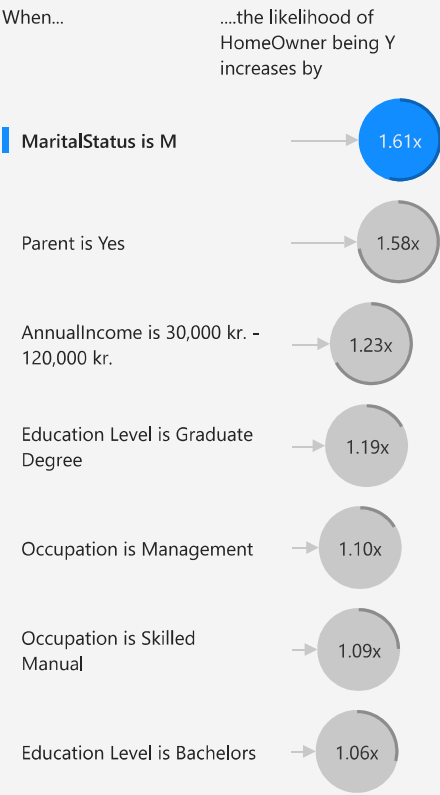 When...
....the likelihood of
HomeOwner being Y
increases by
MaritalStatus is M
1.61x
Parent is Yes
1.58x
AnnualIncome is 30,000 kr. -
120,000 kr.
1.23x
Education Level is Graduate
Degree
1.19x
Occupation is Management
1.10x
Occupation is Skilled
Manual
1.09x
Education Level is Bachelors
1.06x